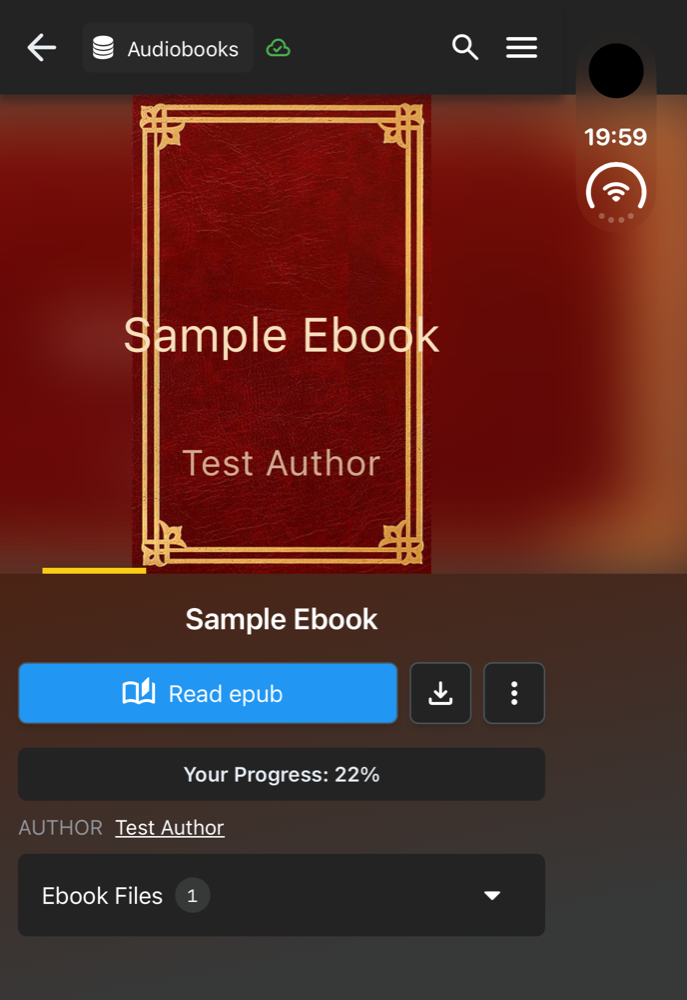 Audiobooks
19:59
Sample Ebook
Test Author
Sample Ebook
Read epub
Your Progress: 22%
AUTHOR Test Author
Ebook Files 1